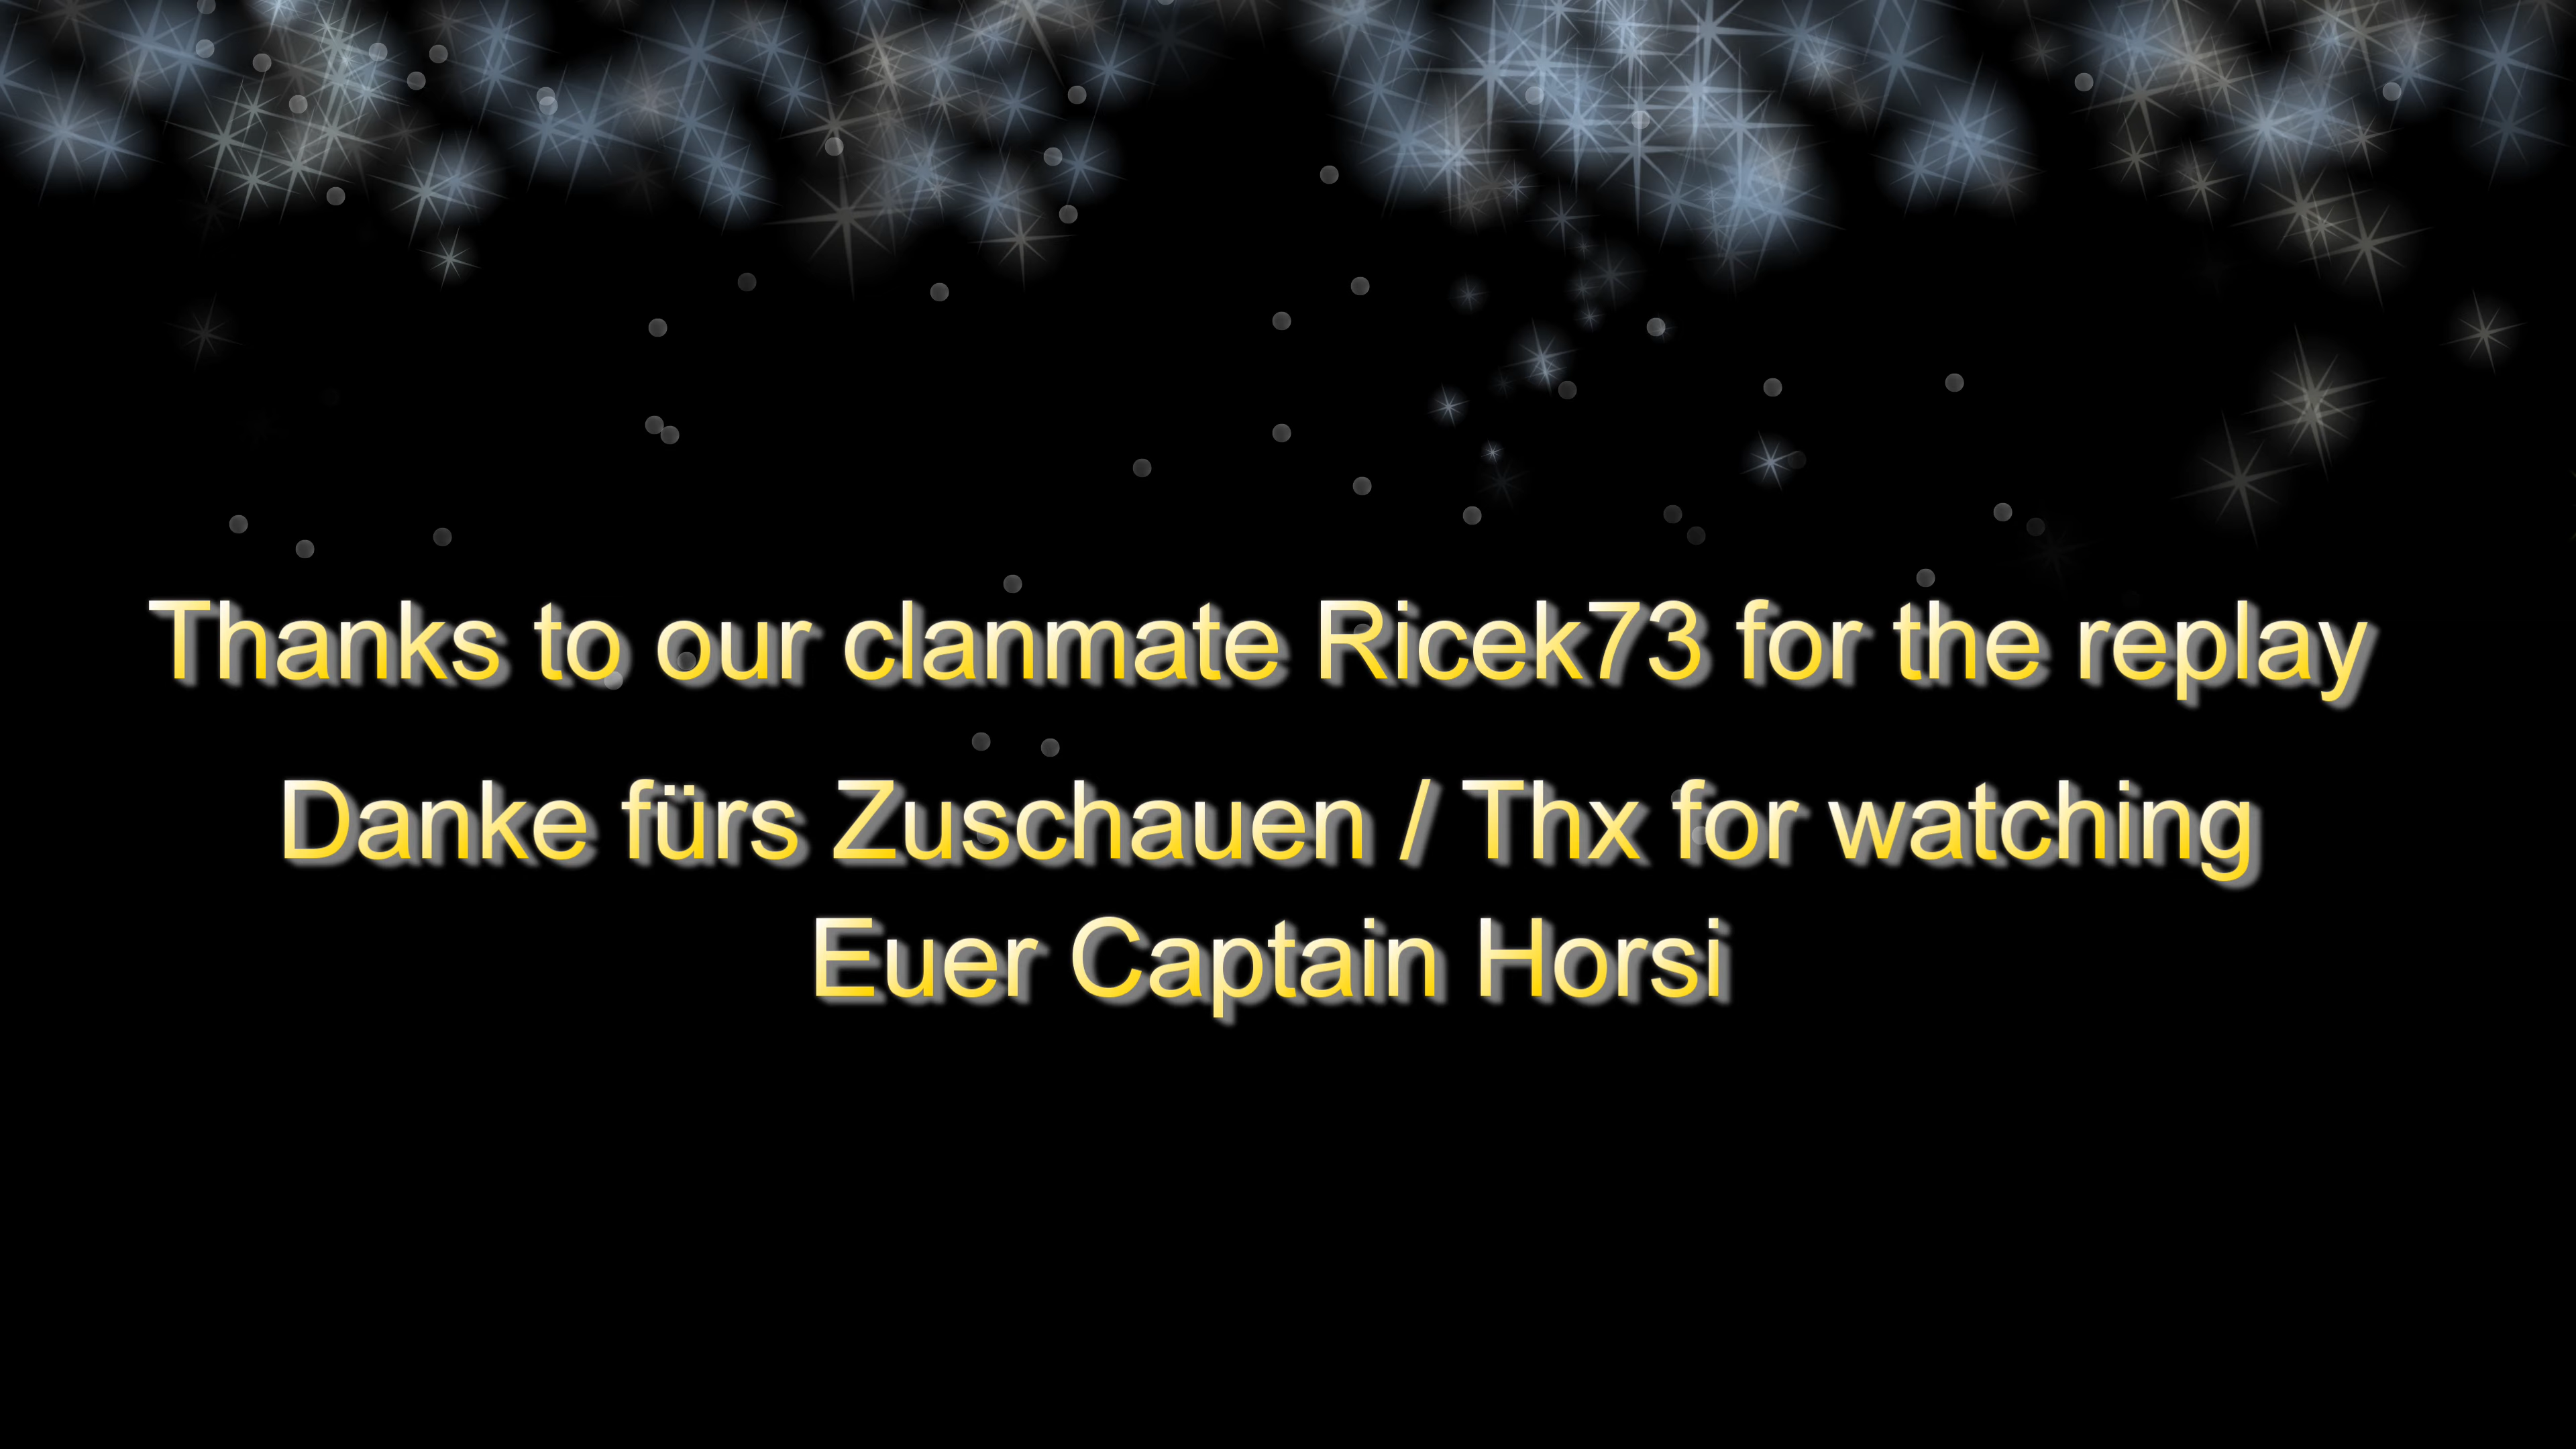 Thanks to our clanmate Ricek73 for the replay
Danke fürs Zuschauen / Thx for watching
Euer Captain Horsi